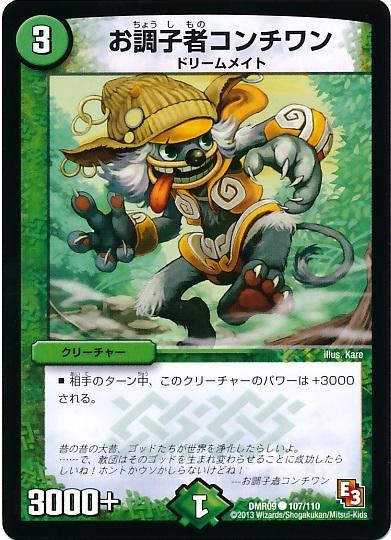 3
ちょうしもの
お調子者コンチワン
ドリームメイト
illus. Kare
クリーチャー
■ 相手のターン中、このクリーチャーのパワーは +3000
される。
昔の昔の大昔、ゴッドたちが世界を浄化したらしいよ。
……で、教団はそのゴッドを生まれ変わらせることに成功したら
しいね！ホントかウソかしらないけどね！
---お調子者コンチワン
3000+
1
E3
DMR09 ● 107/110
©2013 Wizards/Shogakukan/Mitsui-Kids